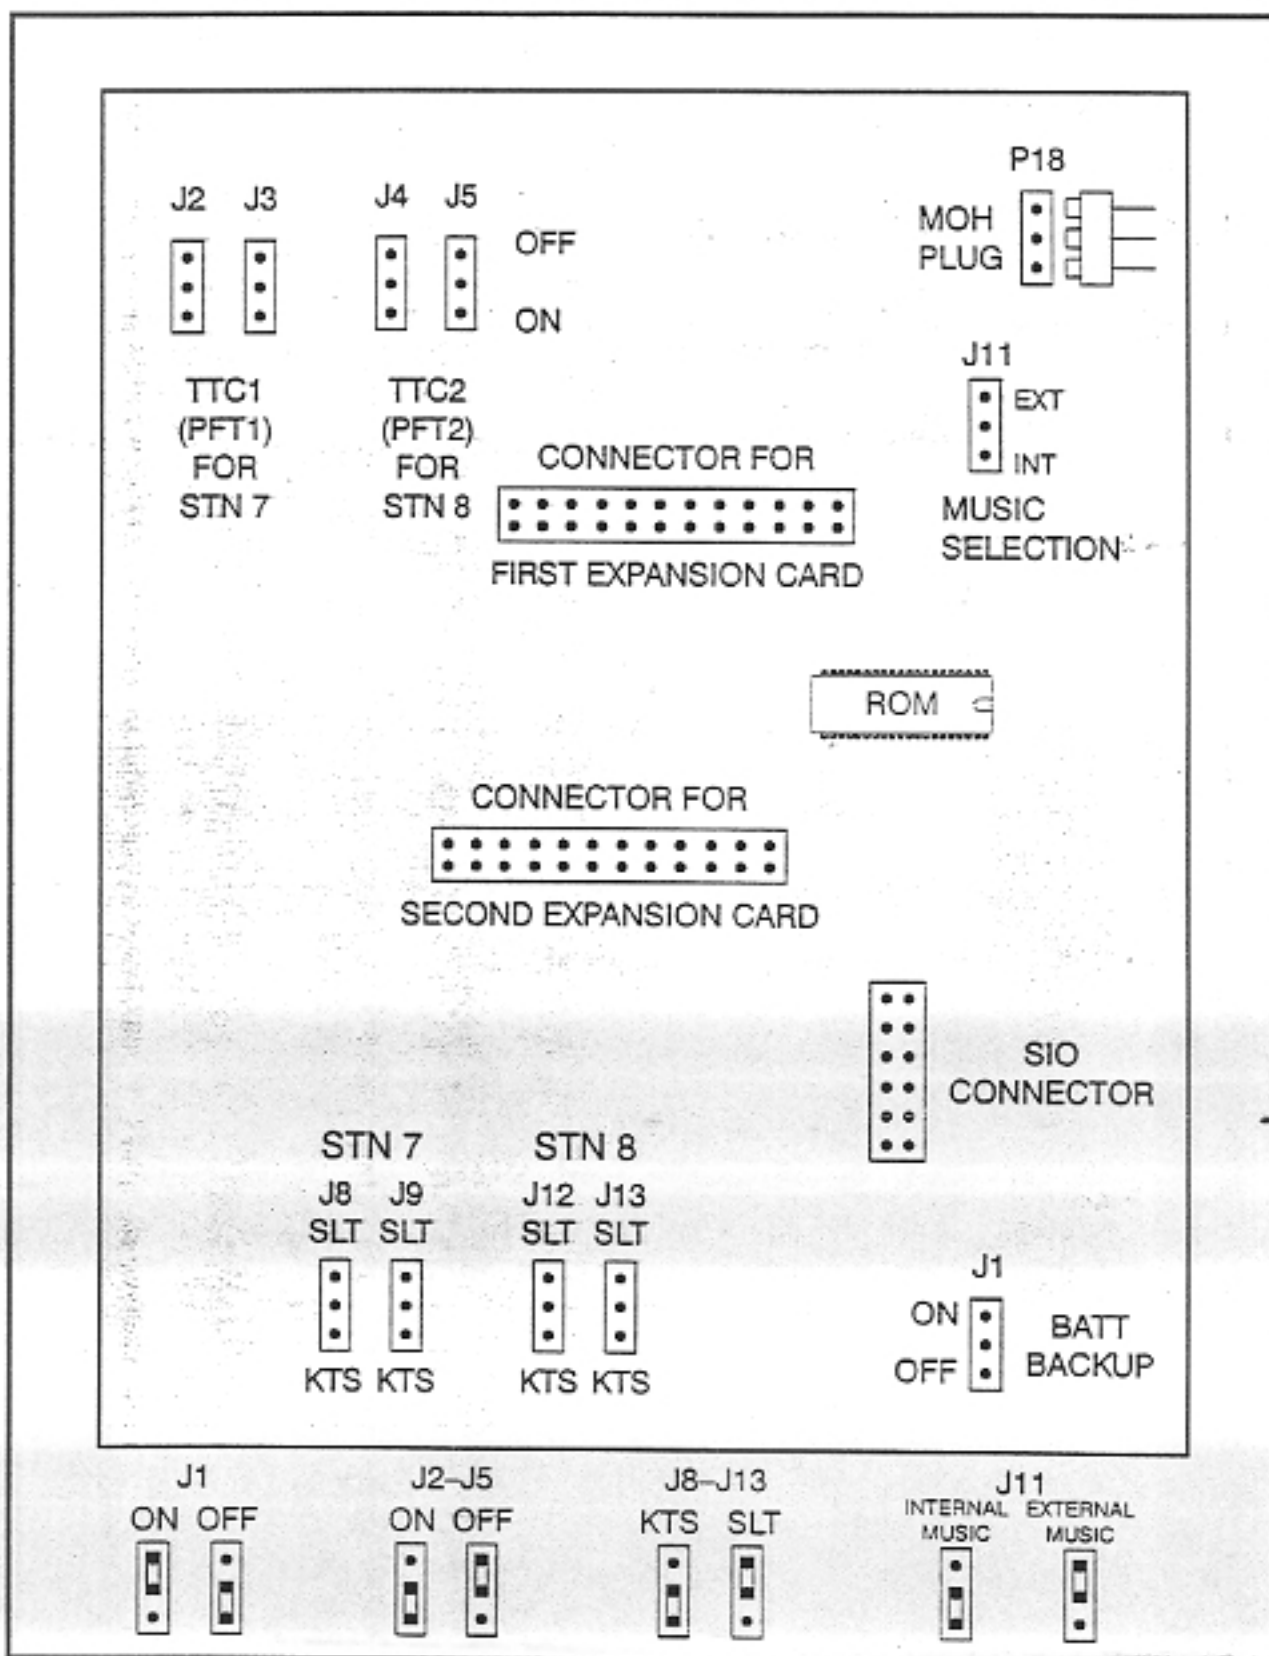 P18
J2 J3 J4 J5
MOH
PLUG
OFF
ON
J11
EXT
INT
TTC1
(PFT1)
FOR
STN 7
TTC2
(PFT2)
FOR
STN 8
CONNECTOR FOR
FIRST EXPANSION CARD
MUSIC
SELECTION
ROM
CONNECTOR FOR
SECOND EXPANSION CARD
SIO
CONNECTOR
STN 7 STN 8
J8 J9 J12 J13
SLT SLT SLT SLT
KTS KTS KTS KTS
J1
ON
OFF
BATT
BACKUP
J1
ON OFF
J2–J5
ON OFF
J8–J13
KTS SLT
J11
INTERNAL
MUSIC
EXTERNAL
MUSIC